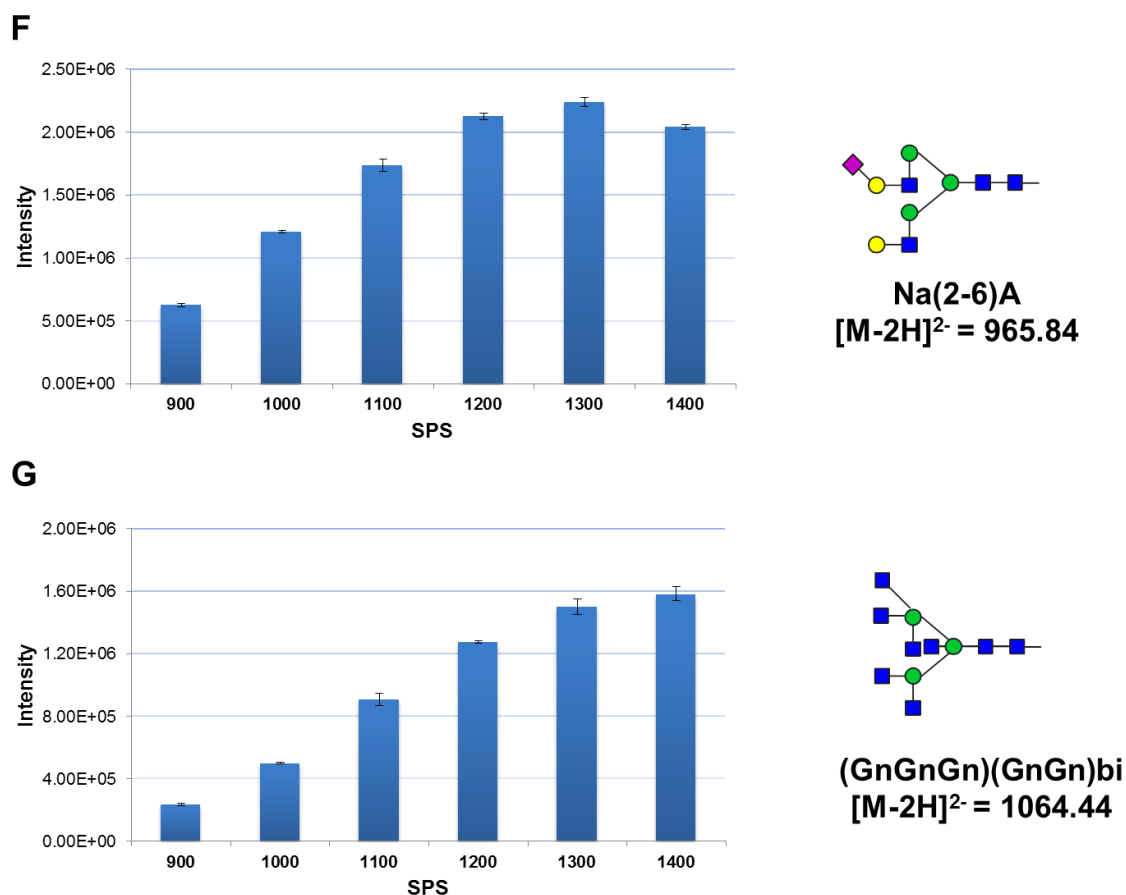 F
2.50E+06
2.00E+06
1.50E+06
1.00E+06
5.00E+05
0.00E+00
Intensity
900 1000 1100 1200 1300 1400
SPS
Na(2-6)A
[M-2H]²⁻ = 965.84
G
2.00E+06
1.60E+06
1.20E+06
8.00E+05
4.00E+05
0.00E+00
Intensity
900 1000 1100 1200 1300 1400
SPS
(GnGnGn)(GnGn)bi
[M-2H]²⁻ = 1064.44